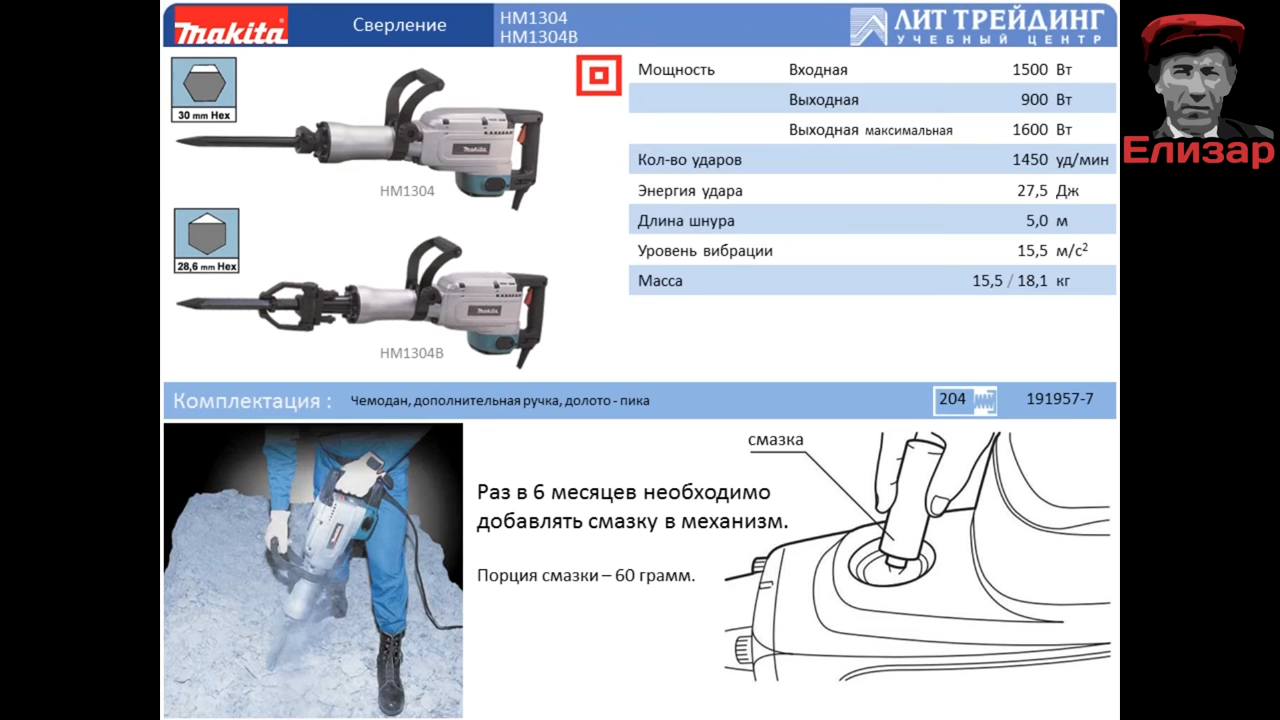 Makita
Сверление
HM1304
HM1304B
ЛИТ ТРЕЙДИНГ
УЧЕБНЫЙ ЦЕНТР
Елизар
30 mm Hex
Makita
HM1304
28,6 mm Hex
Makita
HM1304B
Мощность Входная 1500 Вт
Выходная 900 Вт
Выходная максимальная 1600 Вт
Кол-во ударов 1450 уд/мин
Энергия удара 27,5 Дж
Длина шнура 5,0 м
Уровень вибрации 15,5 м/с²
Масса 15,5 / 18,1 кг
Комплектация : Чемодан, дополнительная ручка, долото - пика 204 191957-7
смазка
Раз в 6 месяцев необходимо
добавлять смазку в механизм.
Порция смазки – 60 грамм.